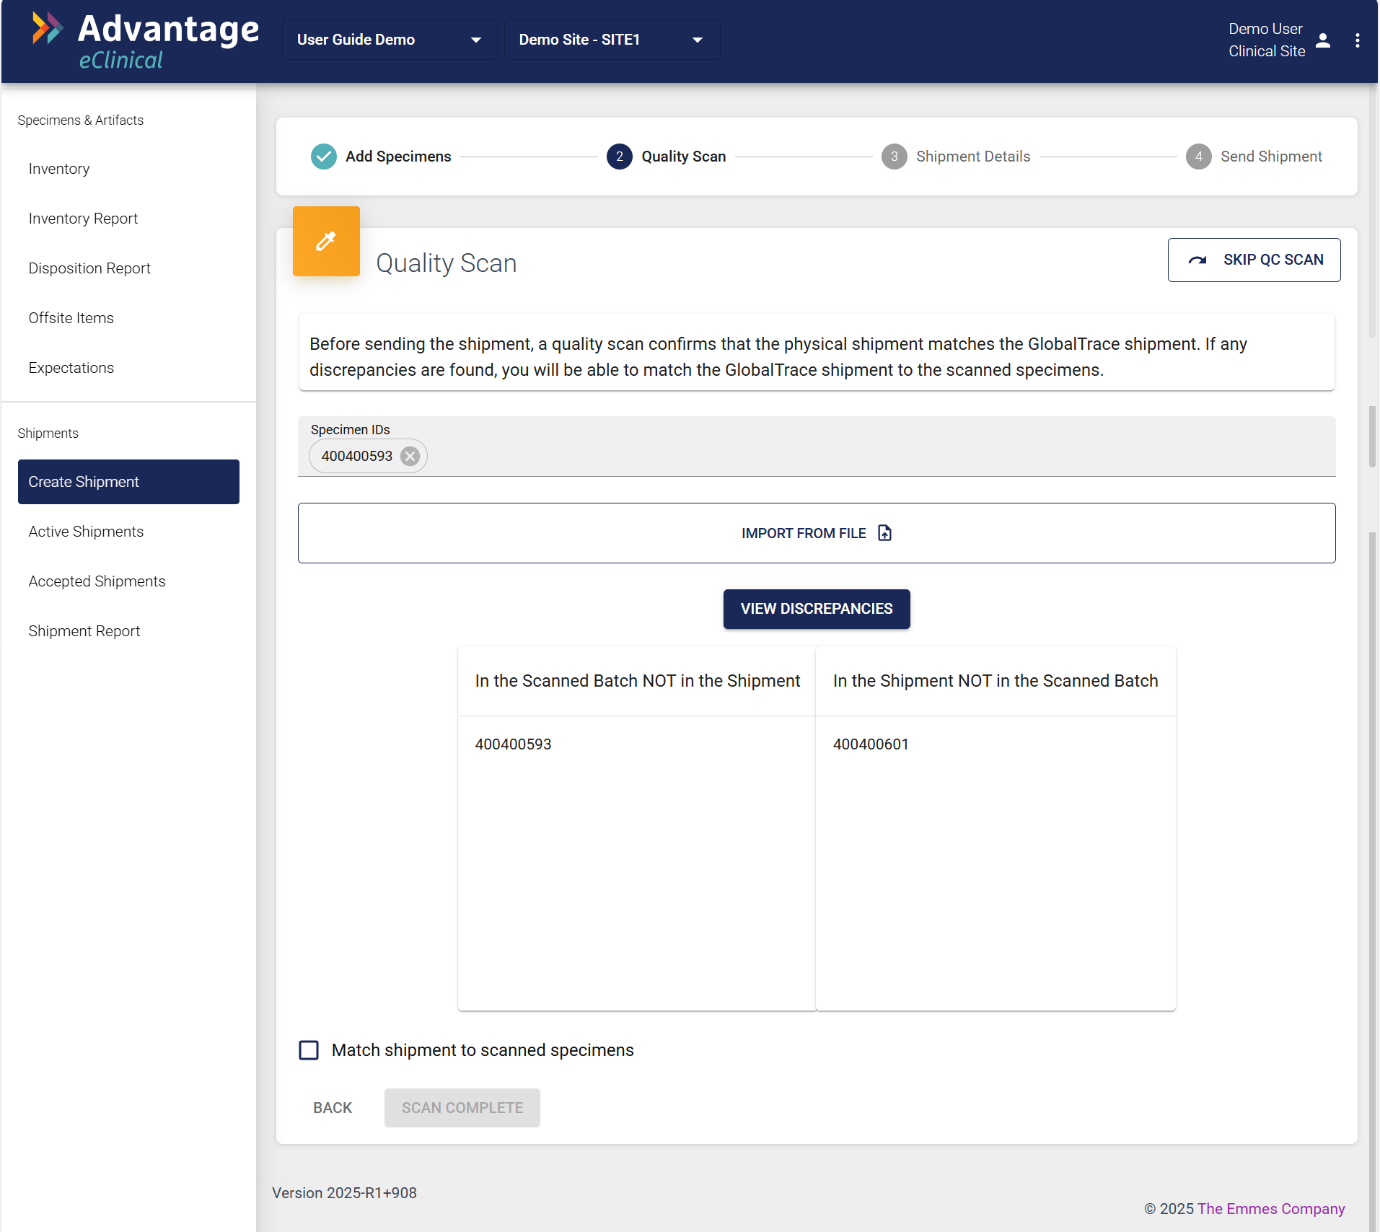 Advantage
eClinical
User Guide Demo
Demo Site - SITE1
Demo User
Clinical Site
Specimens & Artifacts
Inventory
Inventory Report
Disposition Report
Offsite Items
Expectations
Shipments
Create Shipment
Active Shipments
Accepted Shipments
Shipment Report
Add Specimens
2 Quality Scan
3 Shipment Details
4 Send Shipment
Quality Scan
SKIP QC SCAN
Before sending the shipment, a quality scan confirms that the physical shipment matches the GlobalTrace shipment. If any
discrepancies are found, you will be able to match the GlobalTrace shipment to the scanned specimens.
Specimen IDs
400400593
IMPORT FROM FILE
VIEW DISCREPANCIES
In the Scanned Batch NOT in the Shipment
In the Shipment NOT in the Scanned Batch
400400593
400400601
Match shipment to scanned specimens
BACK
SCAN COMPLETE
Version 2025-R1+908
© 2025 The Emmes Company